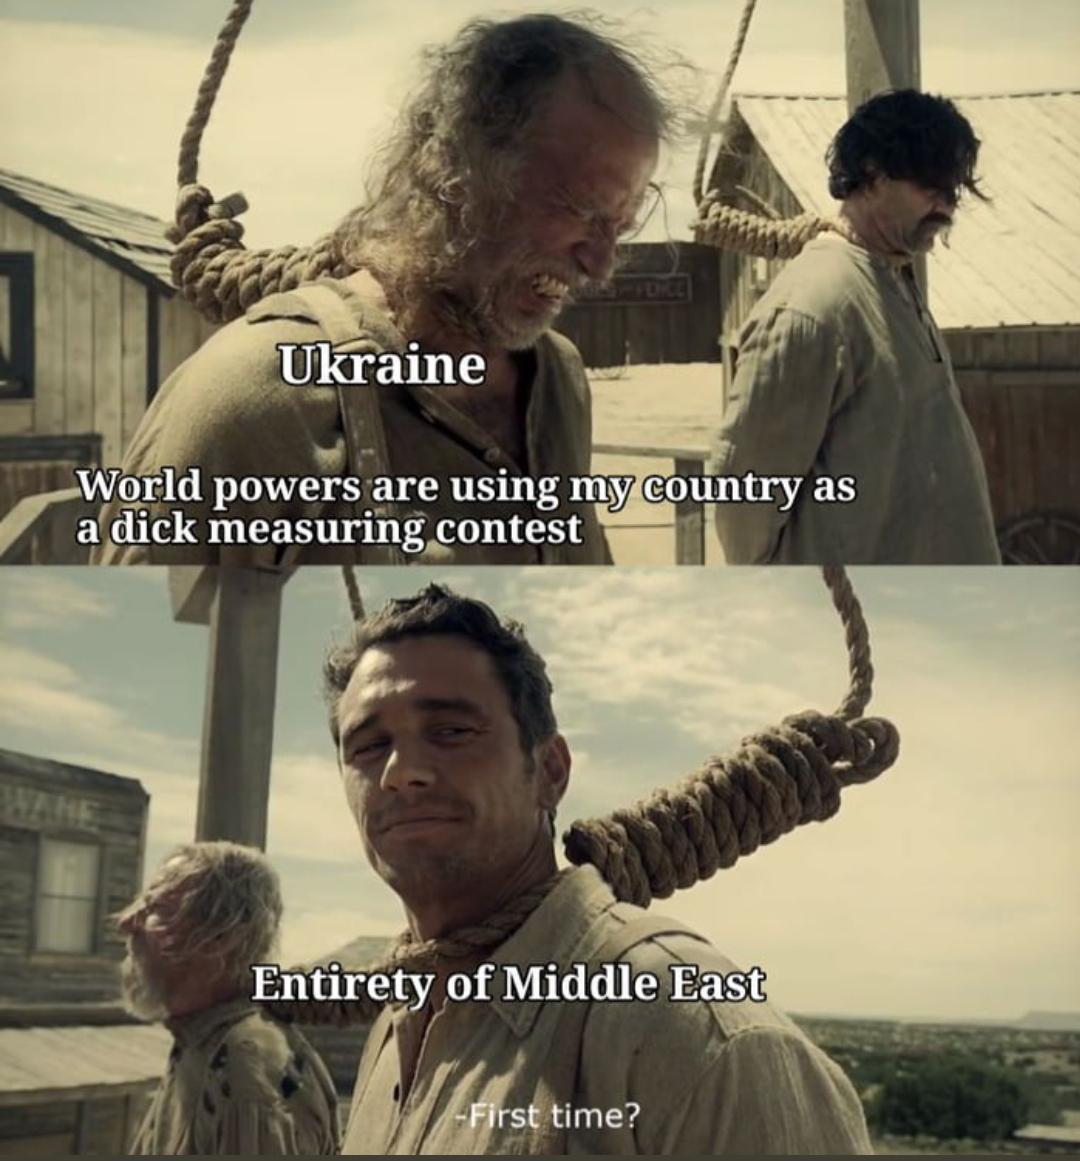 Ukraine
World powers are using my country as
a dick measuring contest
Entirety of Middle East
-First time?